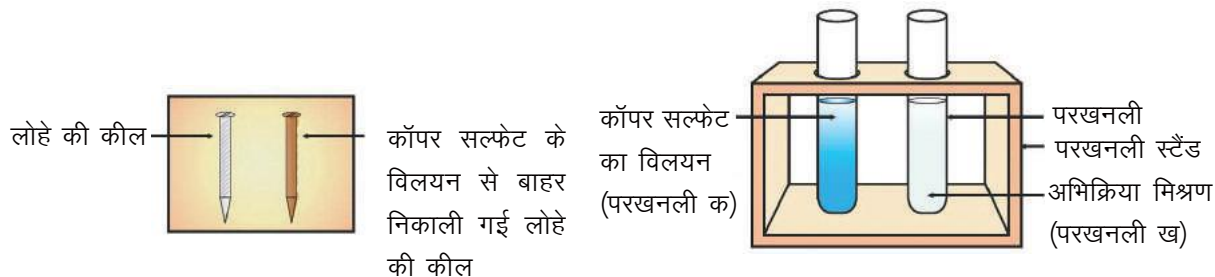 लोहे की कील
कॉपर सल्फेट के
विलयन से बाहर
निकाली गई लोहे
की कील
कॉपर सल्फेट
का विलयन
(परखनली क)
परखनली
परखनली स्टैंड
अभिक्रिया मिश्रण
(परखनली ख)